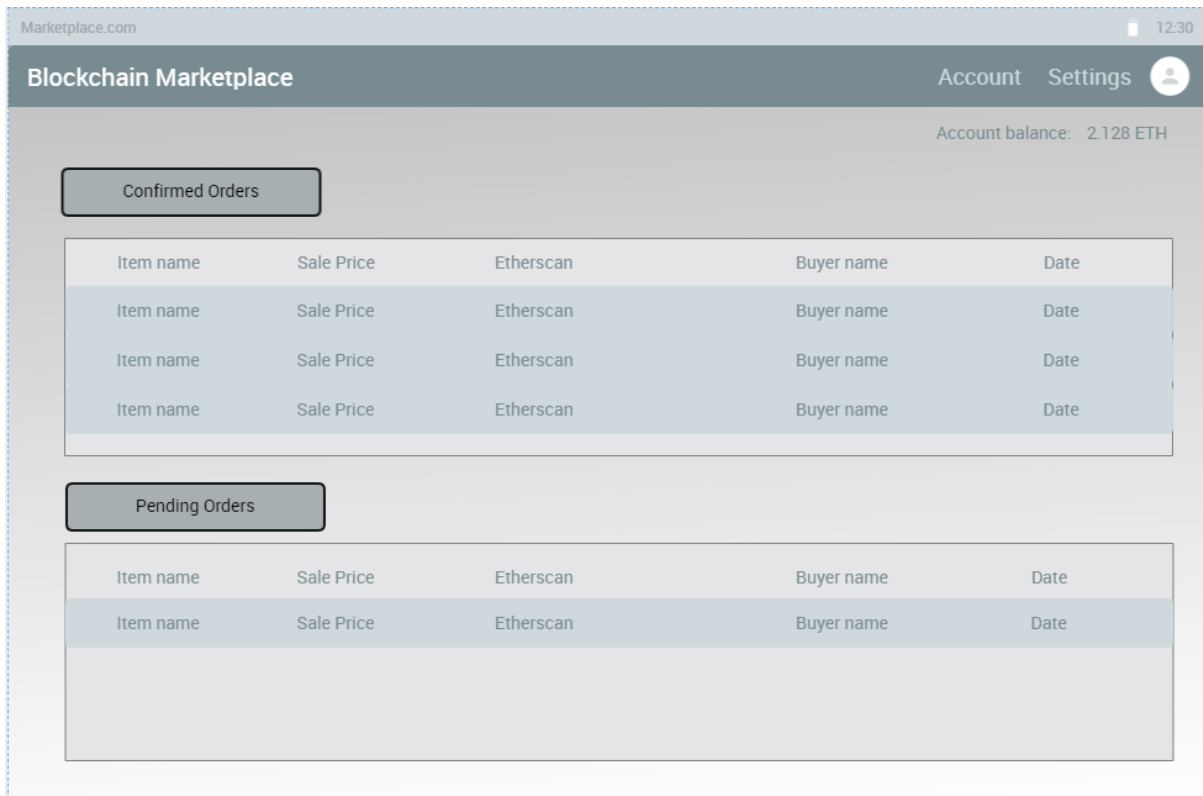 Marketplace.com 12:30
Blockchain Marketplace Account Settings
Account balance: 2.128 ETH
Confirmed Orders
Item name Sale Price Etherscan Buyer name Date
Item name Sale Price Etherscan Buyer name Date
Item name Sale Price Etherscan Buyer name Date
Item name Sale Price Etherscan Buyer name Date
Pending Orders
Item name Sale Price Etherscan Buyer name Date
Item name Sale Price Etherscan Buyer name Date